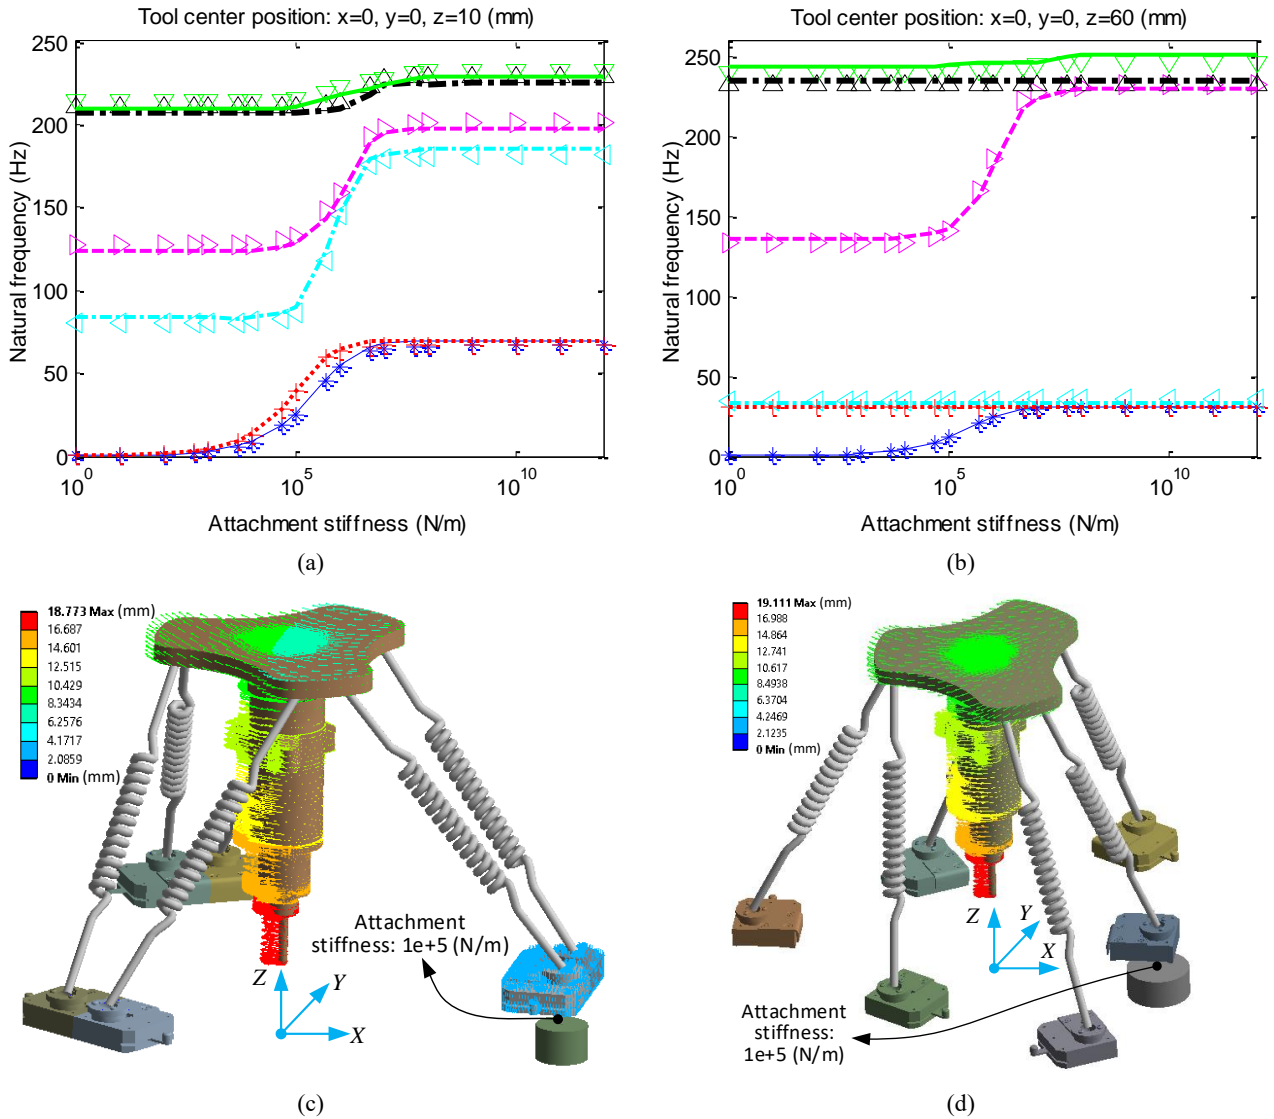 Tool center position: x=0, y=0, z=10 (mm)
250
200
150
100
50
0
Natural frequency (Hz)
10^0
10^5
10^10
Attachment stiffness (N/m)
(a)
Tool center position: x=0, y=0, z=60 (mm)
250
200
150
100
50
0
Natural frequency (Hz)
10^0
10^5
10^10
Attachment stiffness (N/m)
(b)
18.773 Max (mm)
16.687
14.601
12.515
10.429
8.3434
6.2576
4.1717
2.0859
0 Min (mm)
Attachment
stiffness: 1e+5 (N/m)
Z
Y
X
(c)
19.111 Max (mm)
16.988
14.864
12.741
10.617
8.4938
6.3704
4.2469
2.1235
0 Min (mm)
Z
Y
X
Attachment
stiffness:
1e+5 (N/m)
(d)